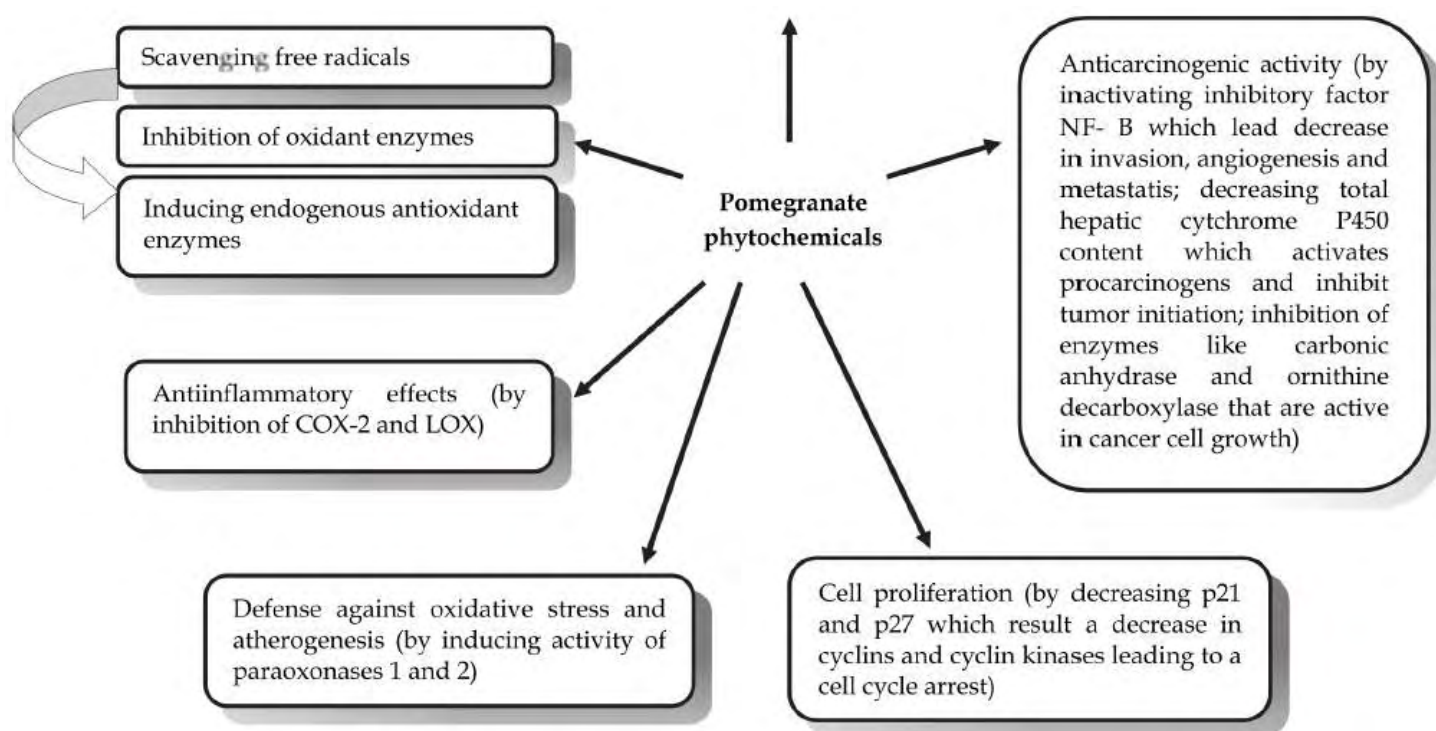 Scavenging free radicals
Inhibition of oxidant enzymes
Inducing endogenous antioxidant
enzymes
Pomegranate
phytochemicals
Anticarcinogenic activity (by
inactivating inhibitory factor
NF- B which lead decrease
in invasion, angiogenesis and
metastatis; decreasing total
hepatic cytchrome P450
content which activates
procarcinogens and inhibit
tumor initiation; inhibition of
enzymes like carbonic
anhydrase and ornithine
decarboxylase that are active
in cancer cell growth)
Antiinflammatory effects (by
inhibition of COX-2 and LOX)
Defense against oxidative stress and
atherogenesis (by inducing activity of
paraoxonases 1 and 2)
Cell proliferation (by decreasing p21
and p27 which result a decrease in
cyclins and cyclin kinases leading to a
cell cycle arrest)